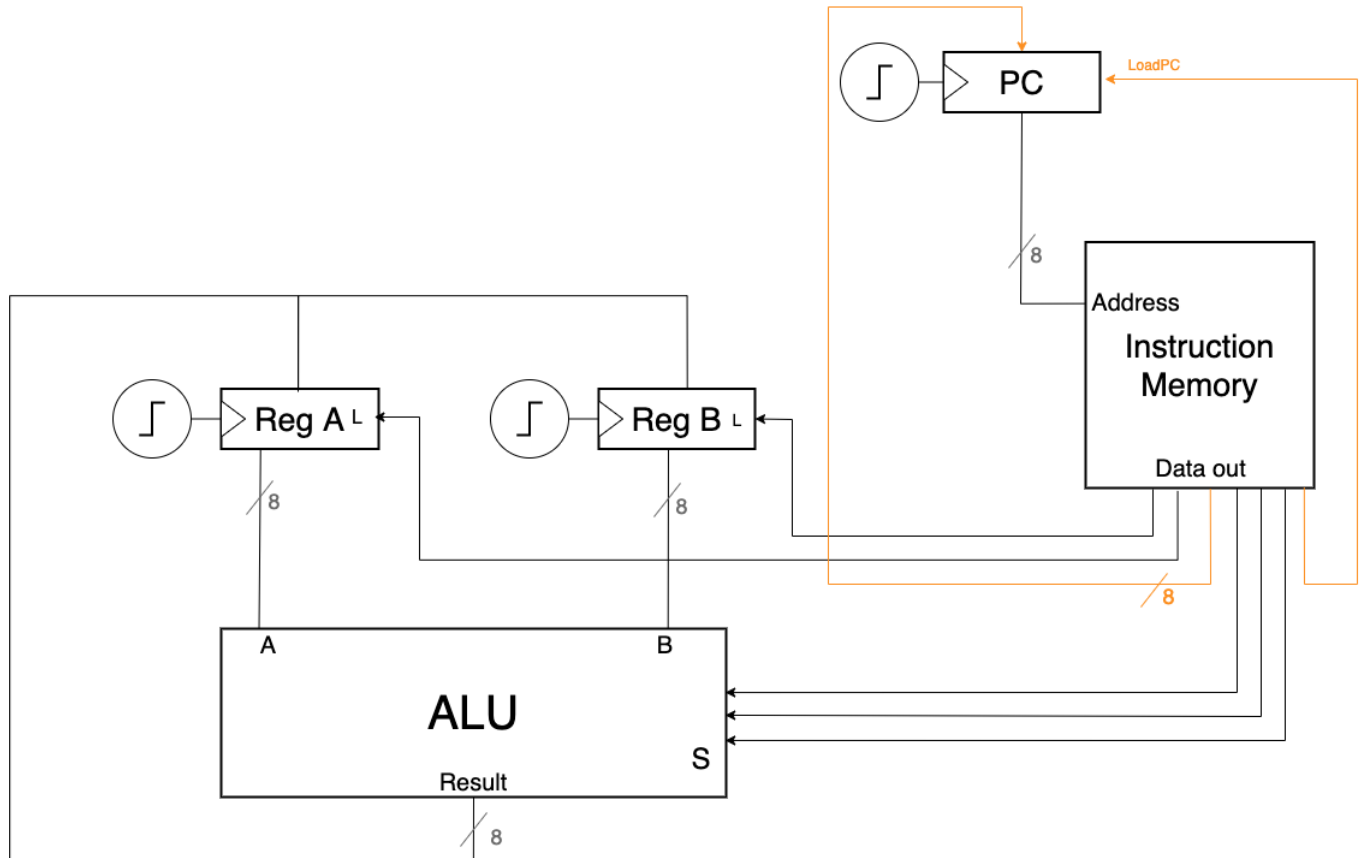 LoadPC
PC
8
Address
Instruction
Memory
Data out
Reg A L
Reg B L
8
8
8
A
B
ALU
S
Result
8